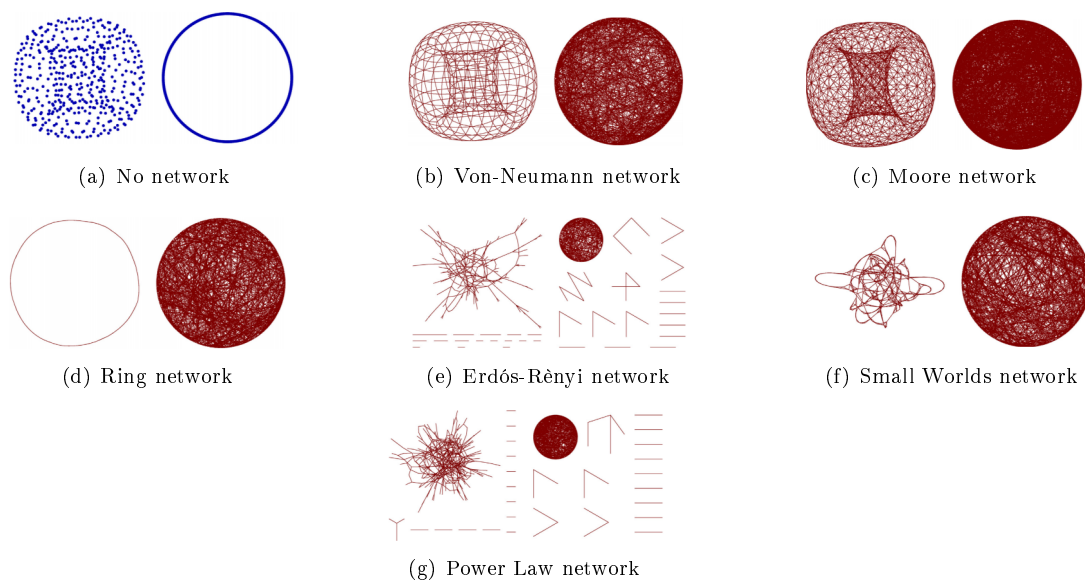 (a) No network
(b) Von-Neumann network
(c) Moore network
(d) Ring network
(e) Erdós-Rènyi network
(f) Small Worlds network
(g) Power Law network